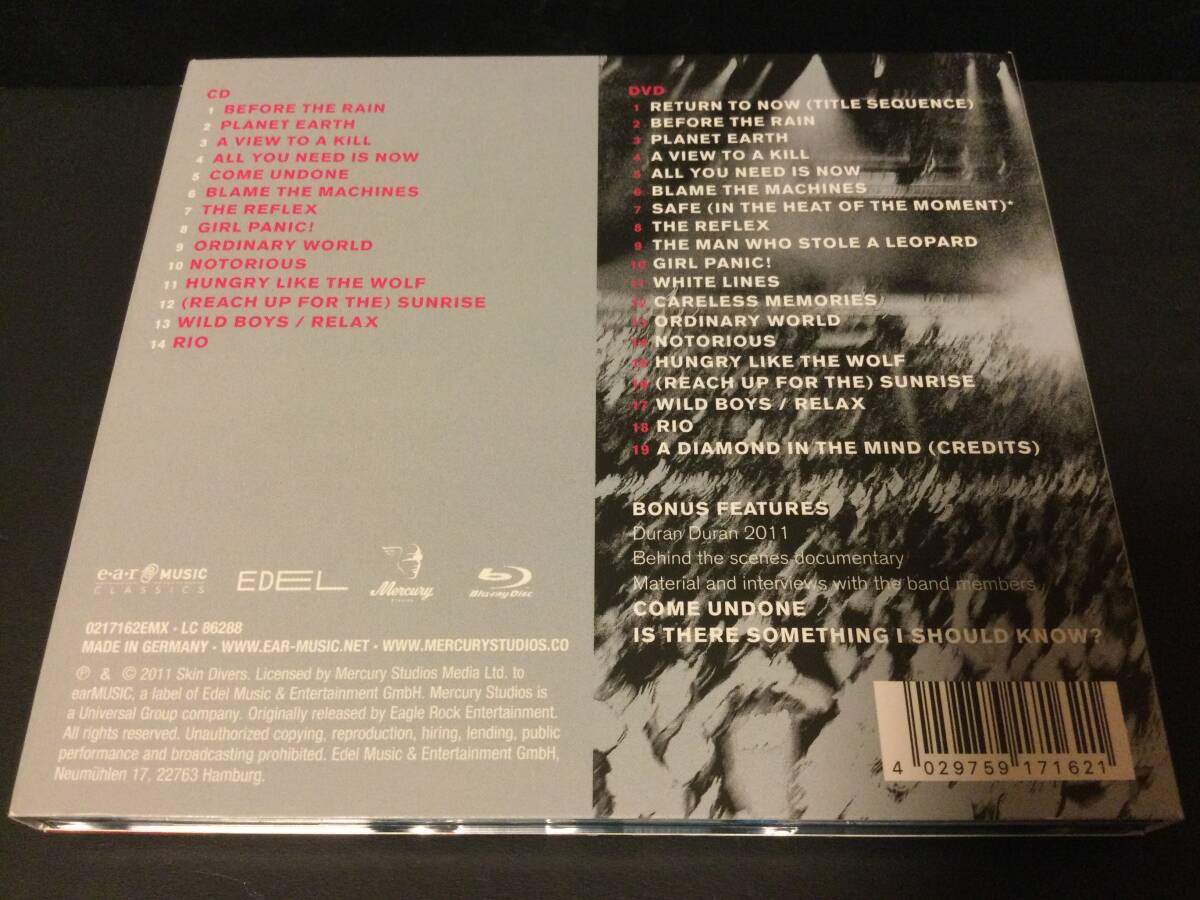 CD
1 BEFORE THE RAIN
2 PLANET EARTH
3 A VIEW TO A KILL
4 ALL YOU NEED IS NOW
5 COME UNDONE
6 BLAME THE MACHINES
7 THE REFLEX
8 GIRL PANIC!
9 ORDINARY WORLD
10 NOTORIOUS
11 HUNGRY LIKE THE WOLF
12 (REACH UP FOR THE) SUNRISE
13 WILD BOYS / RELAX
14 RIO
DVD
1 RETURN TO NOW (TITLE SEQUENCE)
2 BEFORE THE RAIN
3 PLANET EARTH
4 A VIEW TO A KILL
5 ALL YOU NEED IS NOW
6 BLAME THE MACHINES
7 SAFE (IN THE HEAT OF THE MOMENT)*
8 THE REFLEX
9 THE MAN WHO STOLE A LEOPARD
10 GIRL PANIC!
11 WHITE LINES
12 CARELESS MEMORIES
13 ORDINARY WORLD
14 NOTORIOUS
15 HUNGRY LIKE THE WOLF
16 (REACH UP FOR THE) SUNRISE
17 WILD BOYS / RELAX
18 RIO
19 A DIAMOND IN THE MIND (CREDITS)
BONUS FEATURES
Duran Duran 2011
Behind the scenes documentary
Material and interviews with the band members
COME UNDONE
IS THERE SOMETHING I SHOULD KNOW?
e·a·r MUSIC
CLASSICS
EDEL
Mercury
STUDIOS
Blu-ray Disc
0217162EMX · LC 86288
MADE IN GERMANY · WWW.EAR-MUSIC.NET · WWW.MERCURYSTUDIOS.CO
℗ & © 2011 Skin Divers. Licensed by Mercury Studios Media Ltd. to
earMUSIC, a label of Edel Music & Entertainment GmbH. Mercury Studios is
a Universal Group company. Originally released by Eagle Rock Entertainment.
All rights reserved. Unauthorized copying, reproduction, hiring, lending, public
performance and broadcasting prohibited. Edel Music & Entertainment GmbH,
Neumühlen 17, 22763 Hamburg.
4 029759 171621